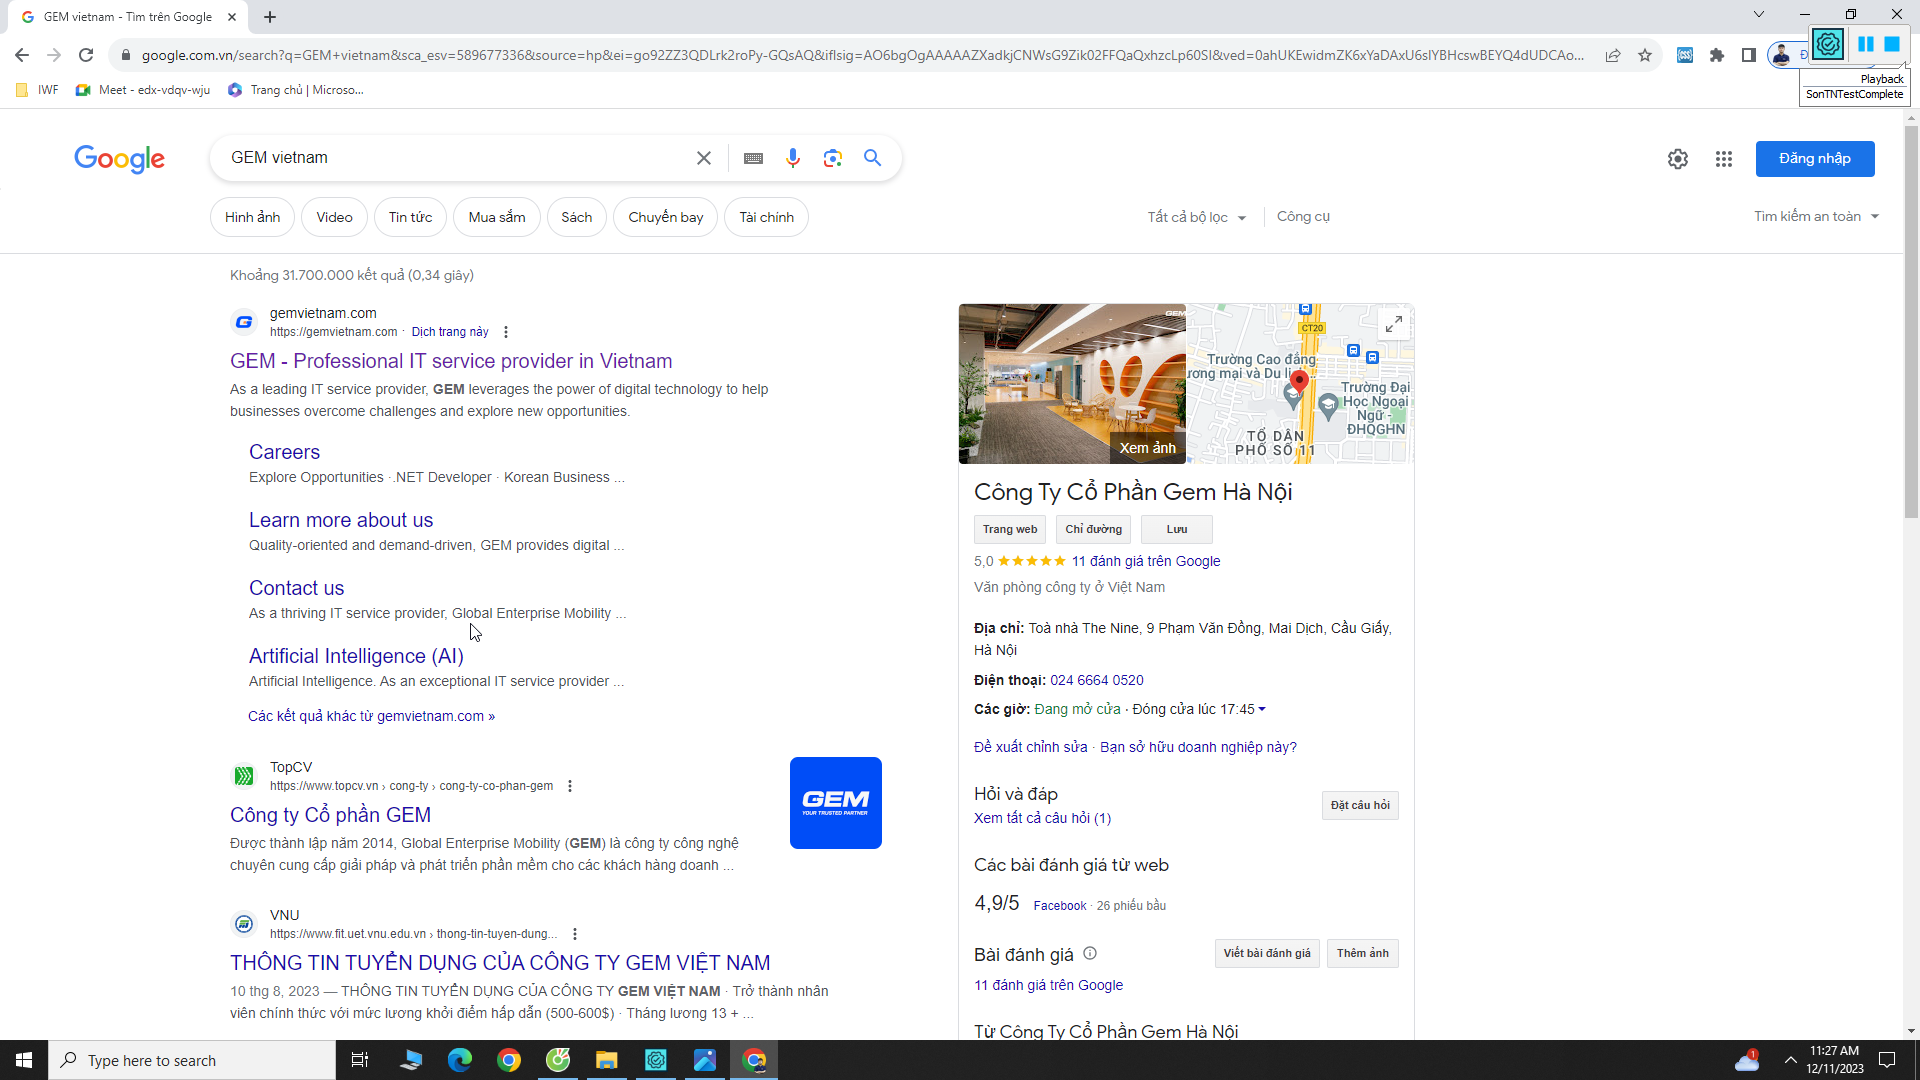 GEM vietnam - Tìm trên Google
google.com.vn/search?q=GEM+vietnam&sca_esv=589677336&source=hp&ei=go92ZZ3QDLrk2roPy-GQsAQ&iflsig=AO6bgOgAAAAAZXadkjCNWsG9Zik02FFQaQxhzcLp60SI&ved=0ahUKEwidmZK6xYaDAxU6sIYBHcswBEYQ4dUDCAo...
Playback
SonTNTestComplete
IWF
Meet - edx-vdqv-wju
Trang chủ | Microso...
Google
GEM vietnam
Đăng nhập
Hình ảnh
Video
Tin tức
Mua sắm
Sách
Chuyến bay
Tài chính
Tất cả bộ lọc
Công cụ
Tìm kiếm an toàn
Khoảng 31.700.000 kết quả (0,34 giây)
gemvietnam.com
https://gemvietnam.com · Dịch trang này
GEM - Professional IT service provider in Vietnam
As a leading IT service provider, GEM leverages the power of digital technology to help
businesses overcome challenges and explore new opportunities.
Careers
Explore Opportunities · .NET Developer · Korean Business ...
Learn more about us
Quality-oriented and demand-driven, GEM provides digital ...
Contact us
As a thriving IT service provider, Global Enterprise Mobility ...
Artificial Intelligence (AI)
Artificial Intelligence. As an exceptional IT service provider ...
Các kết quả khác từ gemvietnam.com »
TopCV
https://www.topcv.vn › cong-ty › cong-ty-co-phan-gem
Công ty Cổ phần GEM
Được thành lập năm 2014, Global Enterprise Mobility (GEM) là công ty công nghệ
chuyên cung cấp giải pháp và phát triển phần mềm cho các khách hàng doanh ...
GEM
YOUR TRUSTED PARTNER
VNU
https://www.fit.uet.vnu.edu.vn › thong-tin-tuyen-dung...
THÔNG TIN TUYỂN DỤNG CỦA CÔNG TY GEM VIỆT NAM
10 thg 8, 2023 — THÔNG TIN TUYỂN DỤNG CỦA CÔNG TY GEM VIỆT NAM · Trở thành nhân
viên chính thức với mức lương khởi điểm hấp dẫn (500-600$) · Tháng lương 13 + ...
GEM
Xem ảnh
CT20
Trường Cao đẳng
ương mại và Du li
Trường Đại
Học Ngoại
Ngữ -
ĐHQGHN
TỔ DÂN
PHỐ SỐ 11
Công Ty Cổ Phần Gem Hà Nội
Trang web
Chỉ đường
Lưu
5,0 ★★★★★ 11 đánh giá trên Google
Văn phòng công ty ở Việt Nam
Địa chỉ: Toà nhà The Nine, 9 Phạm Văn Đồng, Mai Dịch, Cầu Giấy,
Hà Nội
Điện thoại: 024 6664 0520
Các giờ: Đang mở cửa · Đóng cửa lúc 17:45
Đề xuất chỉnh sửa · Bạn sở hữu doanh nghiệp này?
Hỏi và đáp
Xem tất cả câu hỏi (1)
Đặt câu hỏi
Các bài đánh giá từ web
4,9/5 Facebook · 26 phiếu bầu
Bài đánh giá
Viết bài đánh giá
Thêm ảnh
11 đánh giá trên Google
Từ Công Ty Cổ Phần Gem Hà Nội
Type here to search
1
11:27 AM
12/11/2023